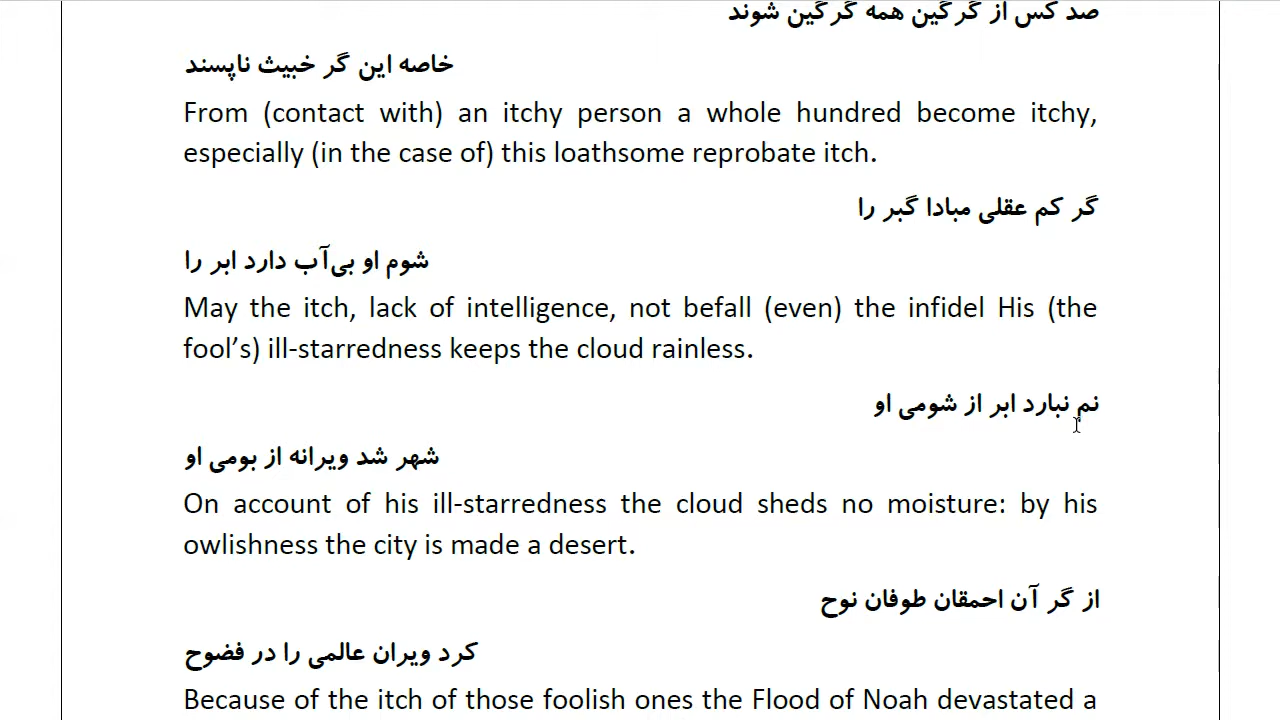 صد کس از گرگین همه گرگین شوند
خاصه این گر خبیث ناپسند
From (contact with) an itchy person a whole hundred become itchy,
especially (in the case of) this loathsome reprobate itch.
گر کم عقلی مبادا گبر را
شوم او بی‌آب دارد ابر را
May the itch, lack of intelligence, not befall (even) the infidel His (the
fool’s) ill-starredness keeps the cloud rainless.
نم نبارد ابر از شومی او
شهر شد ویرانه از بومی او
On account of his ill-starredness the cloud sheds no moisture: by his
owlishness the city is made a desert.
از گر آن احمقان طوفان نوح
کرد ویران عالمی را در فضوح
Because of the itch of those foolish ones the Flood of Noah devastated a